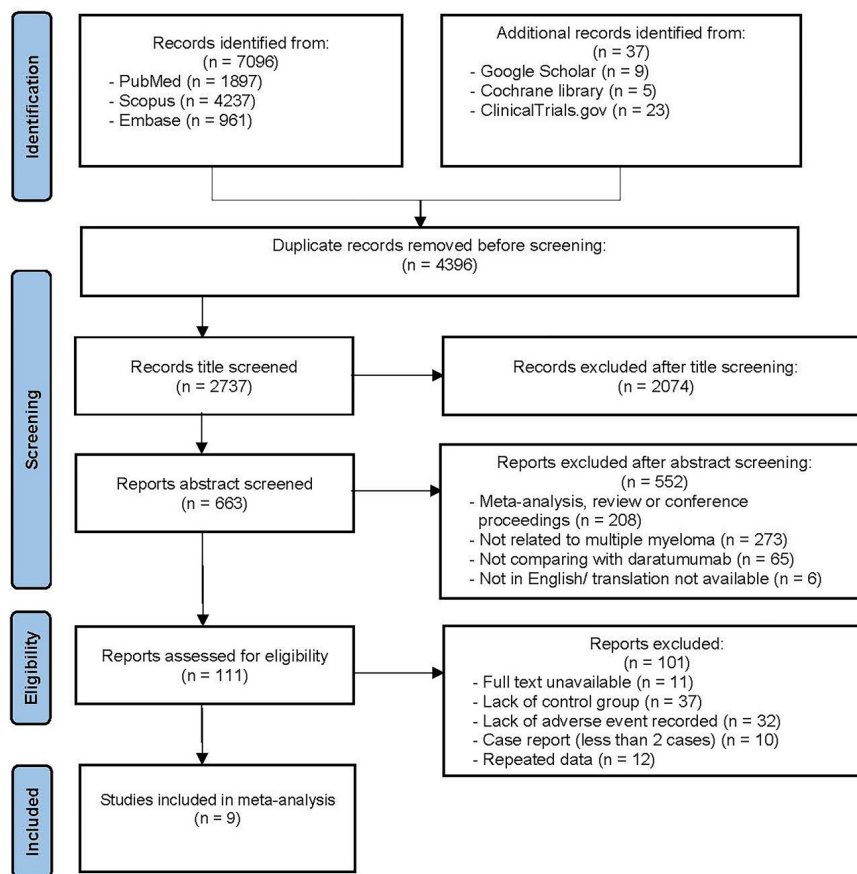 Identification
Records identified from:
(n = 7096)
- PubMed (n = 1897)
- Scopus (n = 4237)
- Embase (n = 961)
Additional records identified from:
(n = 37)
- Google Scholar (n = 9)
- Cochrane library (n = 5)
- ClinicalTrials.gov (n = 23)
Duplicate records removed before screening:
(n = 4396)
Screening
Records title screened
(n = 2737)
Records excluded after title screening:
(n = 2074)
Reports abstract screened
(n = 663)
Reports excluded after abstract screening:
(n = 552)
- Meta-analysis, review or conference
proceedings (n = 208)
- Not related to multiple myeloma (n = 273)
- Not comparing with daratumumab (n = 65)
- Not in English/ translation not available (n = 6)
Eligibility
Reports assessed for eligibility
(n = 111)
Reports excluded:
(n = 101)
- Full text unavailable (n = 11)
- Lack of control group (n = 37)
- Lack of adverse event recorded (n = 32)
- Case report (less than 2 cases) (n = 10)
- Repeated data (n = 12)
Included
Studies included in meta-analysis
(n = 9)